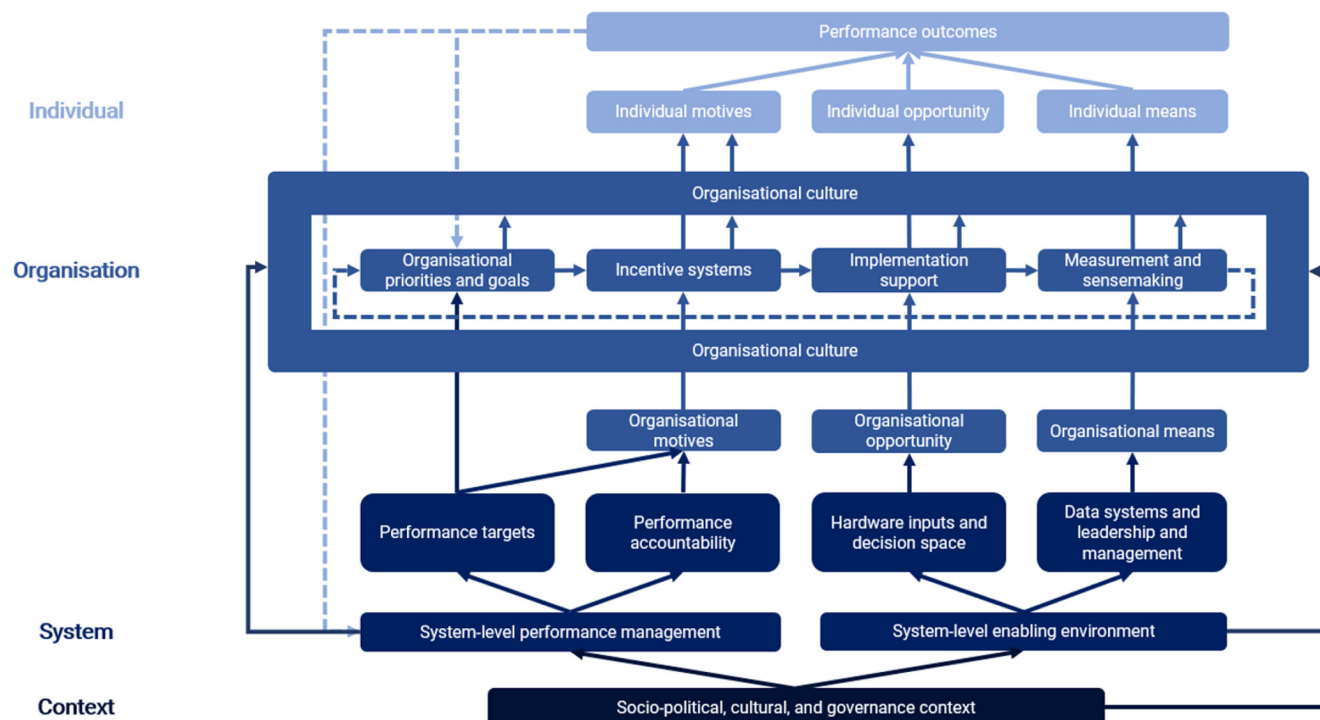 Performance outcomes
Individual
Individual motives
Individual opportunity
Individual means
Organisational culture
Organisation
Organisational
priorities and goals
Incentive systems
Implementation
support
Measurement and
sensemaking
Organisational culture
Organisational
motives
Organisational
opportunity
Organisational means
Performance targets
Performance
accountability
Hardware inputs and
decision space
Data systems and
leadership and
management
System
System-level performance management
System-level enabling environment
Context
Socio-political, cultural, and governance context